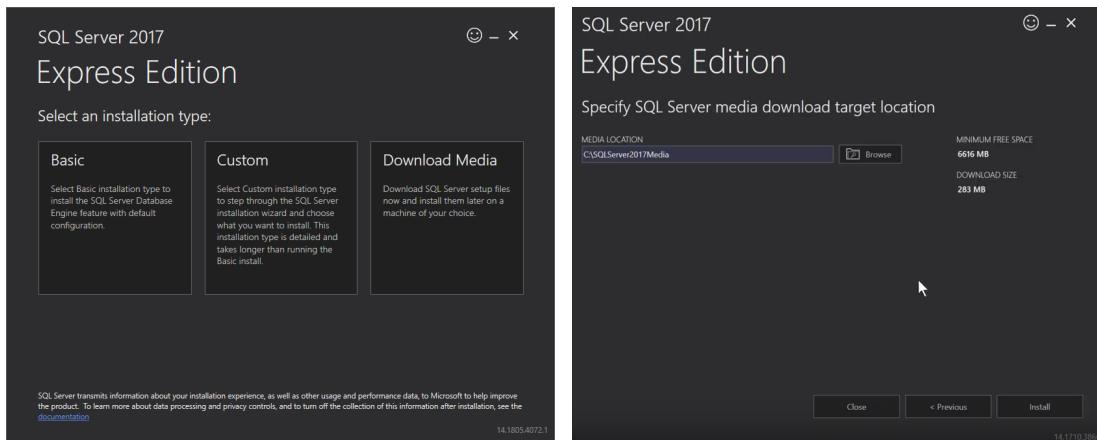 SQL Server 2017
Express Edition
Select an installation type:
Basic
Select Basic installation type to
install the SQL Server Database
Engine feature with default
configuration.
Custom
Select Custom installation type
to step through the SQL Server
installation wizard and choose
what you want to install. This
installation type is detailed and
takes longer than running the
Basic install.
Download Media
Download SQL Server setup files
now and install them later on a
machine of your choice.
SQL Server transmits information about your installation experience, as well as other usage and performance data, to Microsoft to help improve
the product. To learn more about data processing and privacy controls, and to turn off the collection of this information after installation, see the
documentation
14.1805.4072.1
SQL Server 2017
Express Edition
Specify SQL Server media download target location
MEDIA LOCATION
C:\SQLServer2017Media
Browse
MINIMUM FREE SPACE
6616 MB
DOWNLOAD SIZE
283 MB
Close
< Previous
Install